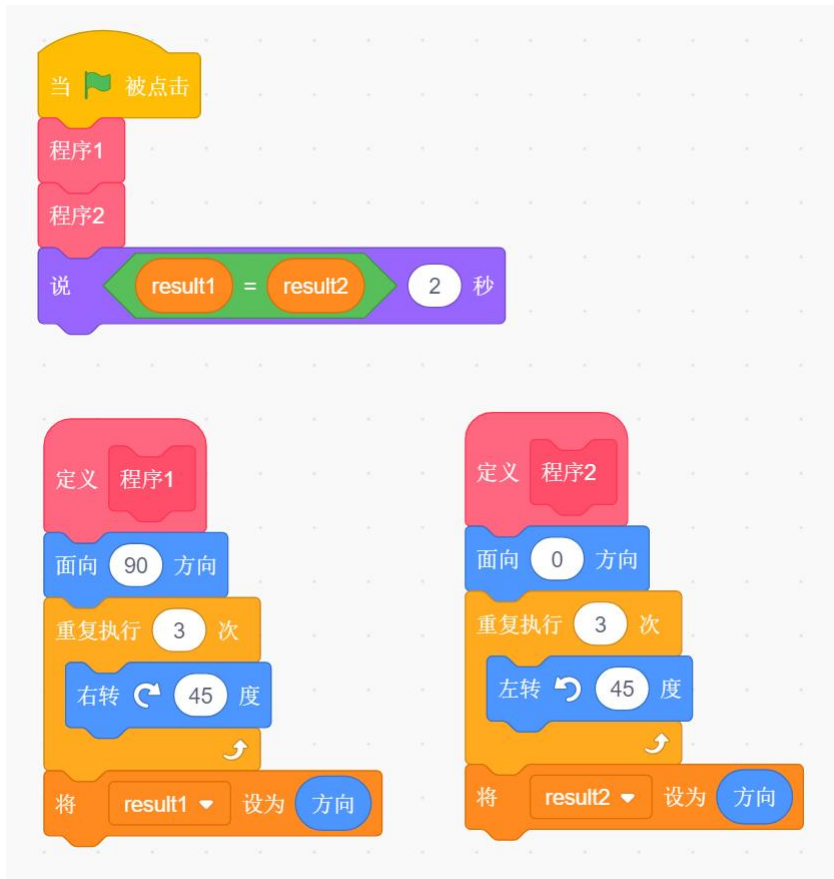 当 被点击
程序1
程序2
说 result1 = result2 2 秒
定义 程序1
面向 90 方向
重复执行 3 次
右转 45 度
将 result1 设为 方向
定义 程序2
面向 0 方向
重复执行 3 次
左转 45 度
将 result2 设为 方向